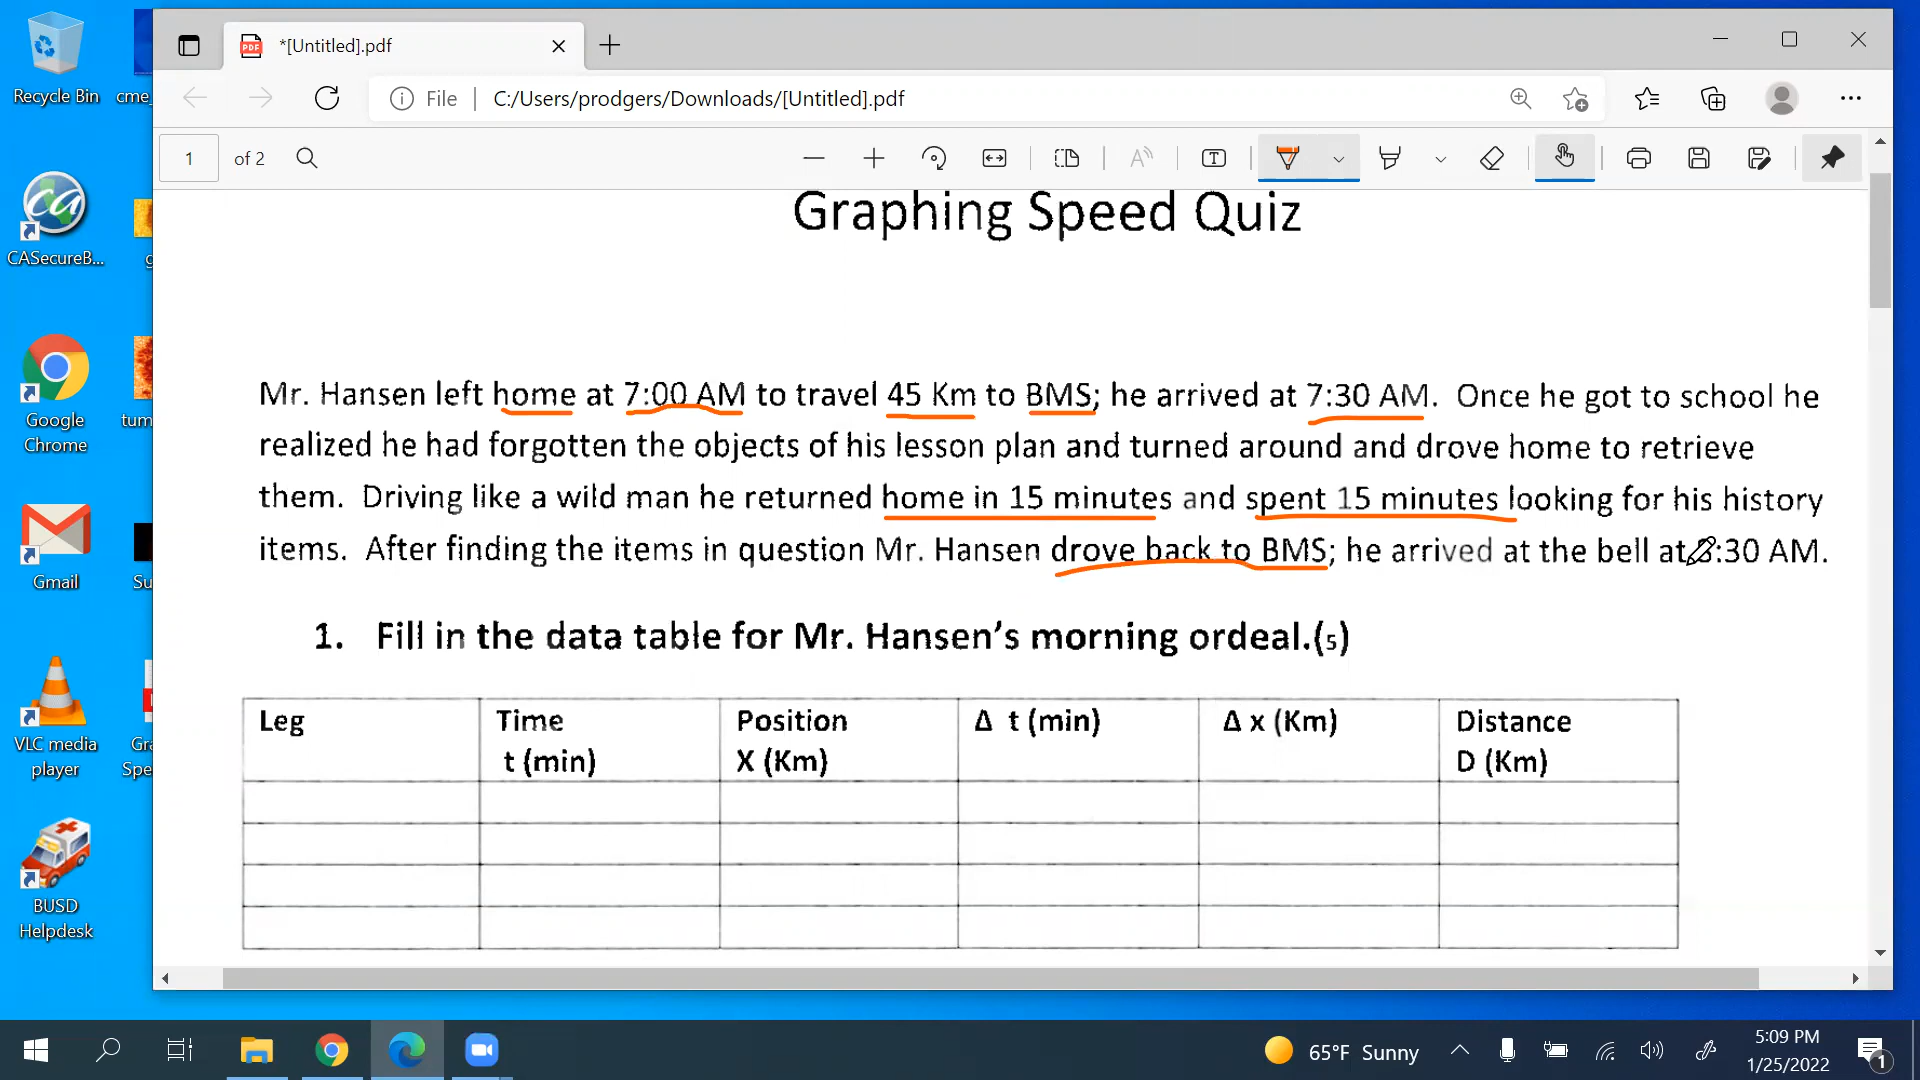 Recycle Bin
cme_
CASecureB...
g
Google
Chrome
tum
Gmail
Su
VLC media
player
Gra
Spe
BUSD
Helpdesk
*[Untitled].pdf
File
C:/Users/prodgers/Downloads/[Untitled].pdf
1 of 2
Graphing Speed Quiz
Mr. Hansen left home at 7:00 AM to travel 45 Km to BMS; he arrived at 7:30 AM. Once he got to school he
realized he had forgotten the objects of his lesson plan and turned around and drove home to retrieve
them. Driving like a wild man he returned home in 15 minutes and spent 15 minutes looking for his history
items. After finding the items in question Mr. Hansen drove back to BMS; he arrived at the bell at :30 AM.
1. Fill in the data table for Mr. Hansen's morning ordeal.(5)
Leg
Time
t (min)
Position
X (Km)
Δ t (min)
Δ x (Km)
Distance
D (Km)
65°F Sunny
5:09 PM
1/25/2022
1